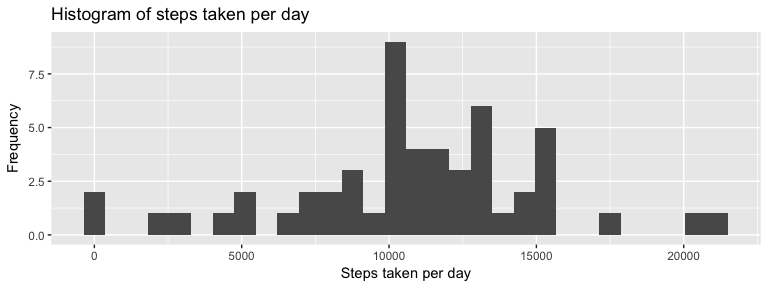 Histogram of steps taken per day
Frequency
7.5
5.0
2.5
0.0
0 5000 10000 15000 20000
Steps taken per day